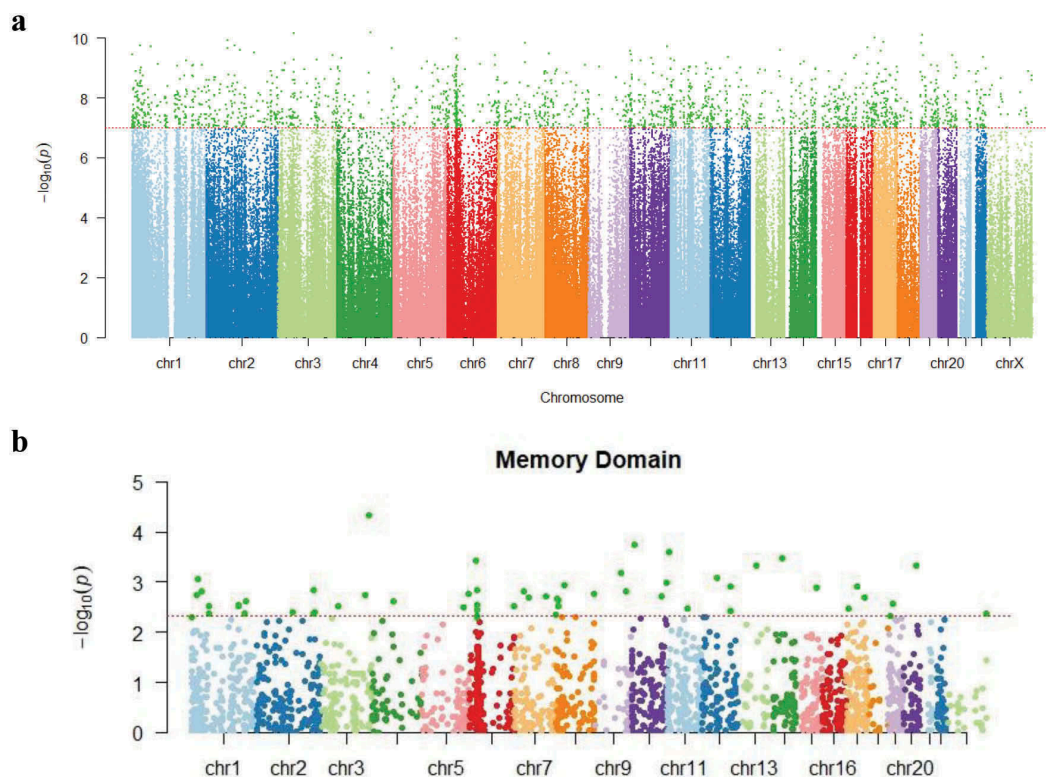 a
10
8
6
4
2
0
−log₁₀(p)
chr1 chr2 chr3 chr4 chr5 chr6 chr7 chr8 chr9 chr11 chr13 chr15 chr17 chr20 chrX
Chromosome
b
Memory Domain
5
4
3
2
1
0
−log₁₀(p)
chr1 chr2 chr3 chr5 chr7 chr9 chr11 chr13 chr16 chr20